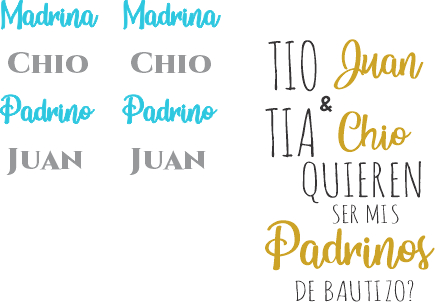 Madrina Madrina
Chio Chio
Padrino Padrino
Juan Juan
TIO Juan
&
TIA Chio
QUIEREN
SER MIS
Padrinos
DE BAUTIZO?